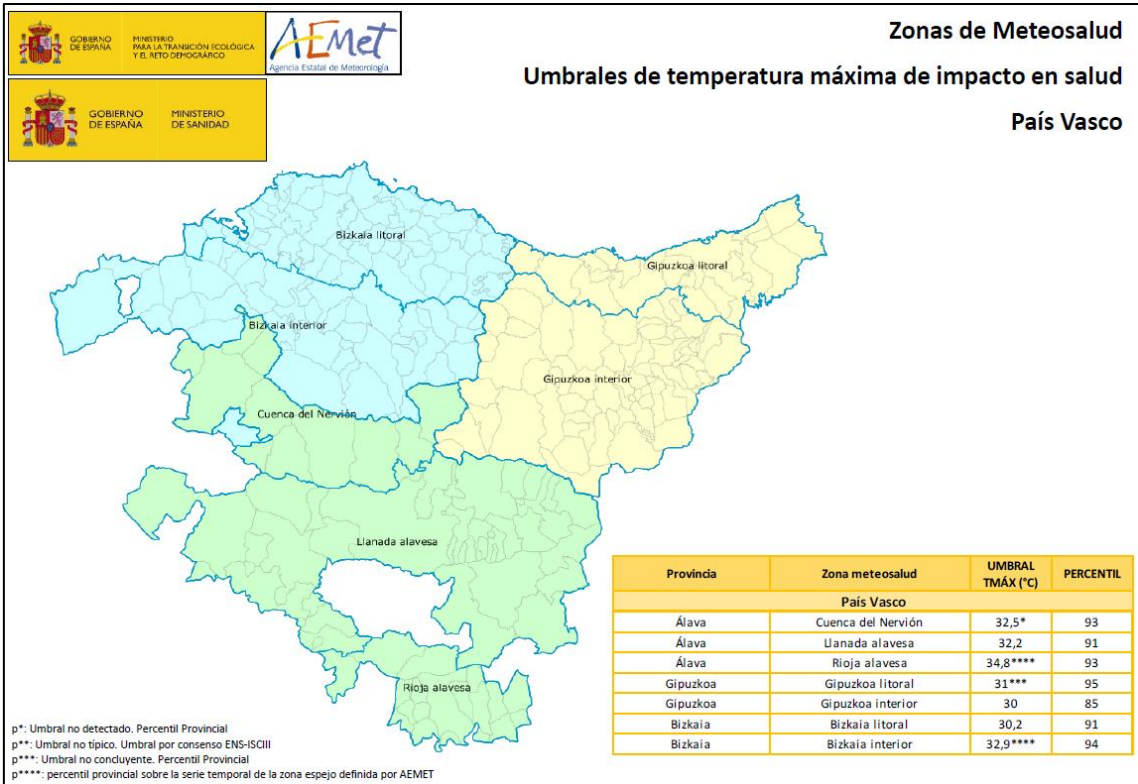 GOBIERNO
DE ESPAÑA
MINISTERIO
PARA LA TRANSICIÓN ECOLÓGICA
Y EL RETO DEMOGRÁFICO
AEMet
Agencia Estatal de Meteorología
GOBIERNO
DE ESPAÑA
MINISTERIO
DE SANIDAD
Zonas de Meteosalud
Umbrales de temperatura máxima de impacto en salud
País Vasco
Bizkaia litoral
Gipuzkoa litoral
Bizkaia interior
Gipuzkoa interior
Cuenca del Nervión
Llanada alavesa
Rioja alavesa
Provincia Zona meteosalud UMBRAL TMÁX (°C) PERCENTIL
País Vasco
Álava Cuenca del Nervión 32,5* 93
Álava Llanada alavesa 32,2 91
Álava Rioja alavesa 34,8**** 93
Gipuzkoa Gipuzkoa litoral 31*** 95
Gipuzkoa Gipuzkoa interior 30 85
Bizkaia Bizkaia litoral 30,2 91
Bizkaia Bizkaia interior 32,9**** 94
p*: Umbral no detectado. Percentil Provincial
p**: Umbral no típico. Umbral por consenso ENS-ISCIII
p***: Umbral no concluyente. Percentil Provincial
p****: percentil provincial sobre la serie temporal de la zona espejo definida por AEMET